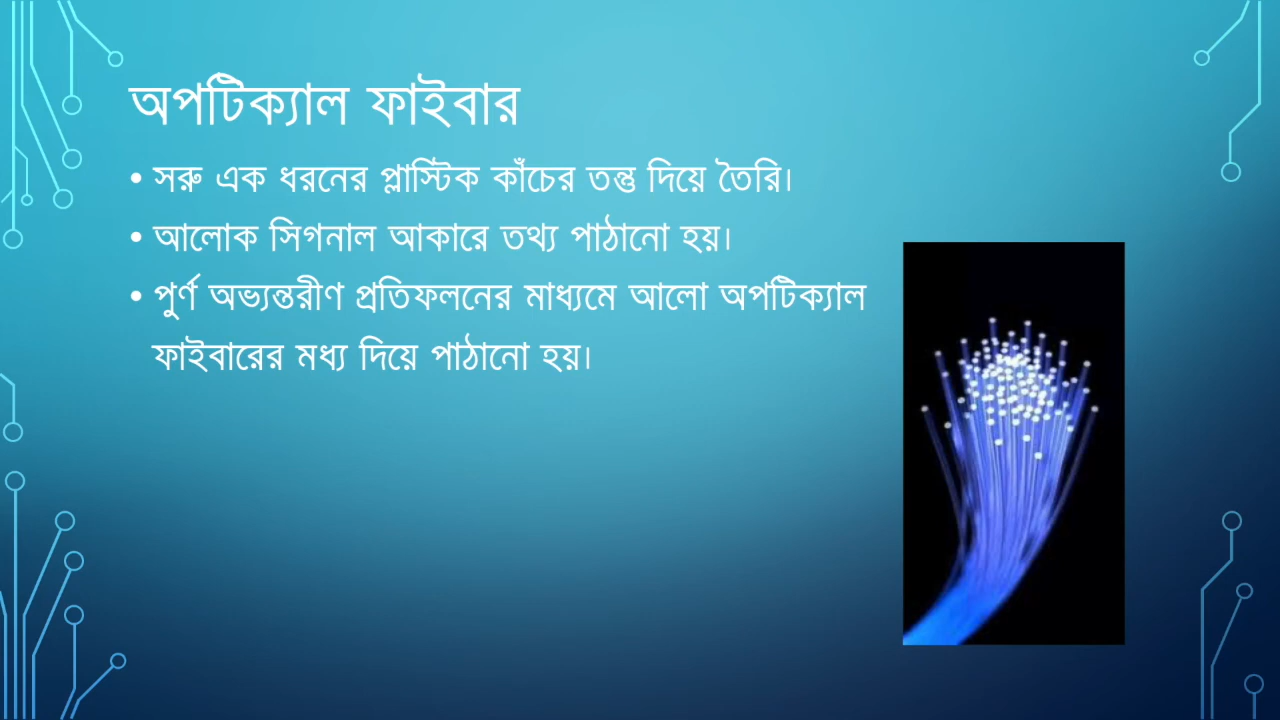 অপটিক্যাল ফাইবার
• সরু এক ধরনের প্লাস্টিক কাঁচের তন্তু দিয়ে তৈরি।
• আলোক সিগনাল আকারে তথ্য পাঠানো হয়।
• পুর্ণ অভ্যন্তরীণ প্রতিফলনের মাধ্যমে আলো অপটিক্যাল
ফাইবারের মধ্য দিয়ে পাঠানো হয়।